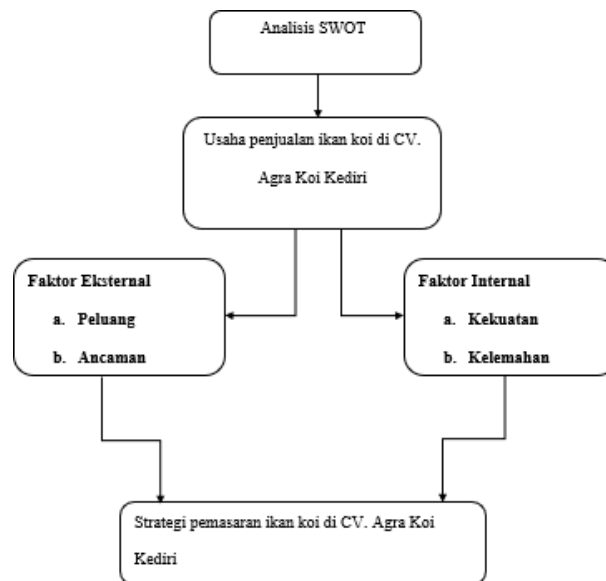 Analisis SWOT
Usaha penjualan ikan koi di CV.
Agra Koi Kediri
Faktor Eksternal
a. Peluang
b. Ancaman
Faktor Internal
a. Kekuatan
b. Kelemahan
Strategi pemasaran ikan koi di CV. Agra Koi
Kediri